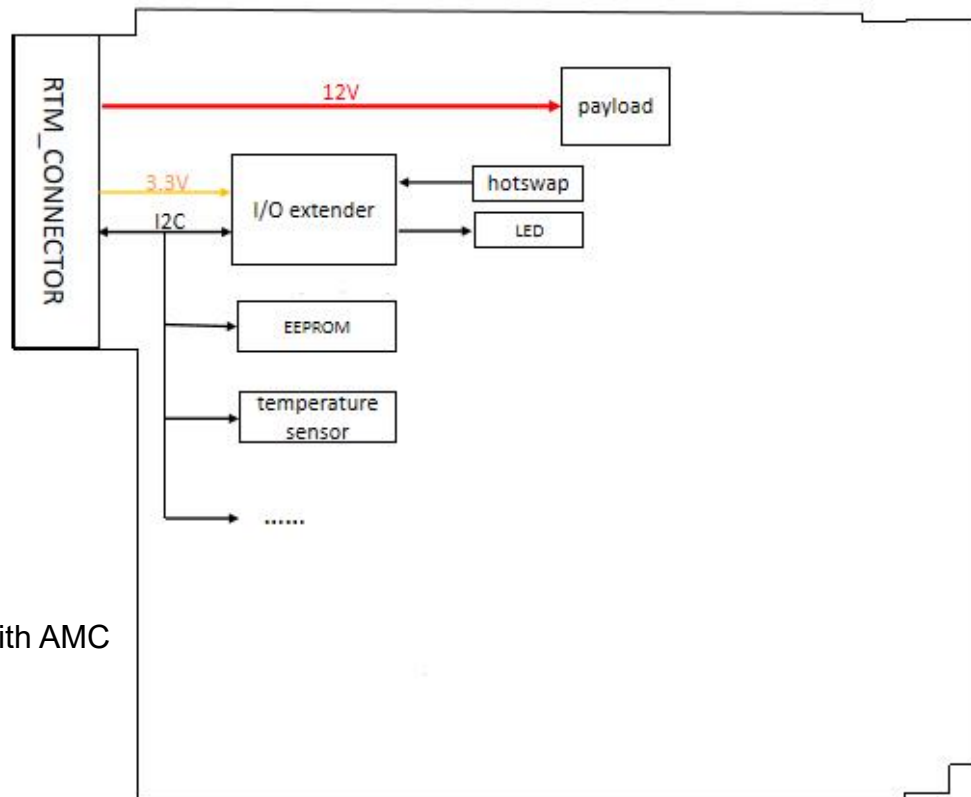 RTM_CONNECTOR
12V
payload
3.3V
I2C
I/O extender
hotswap
LED
EEPROM
temperature
sensor
......
ith AMC